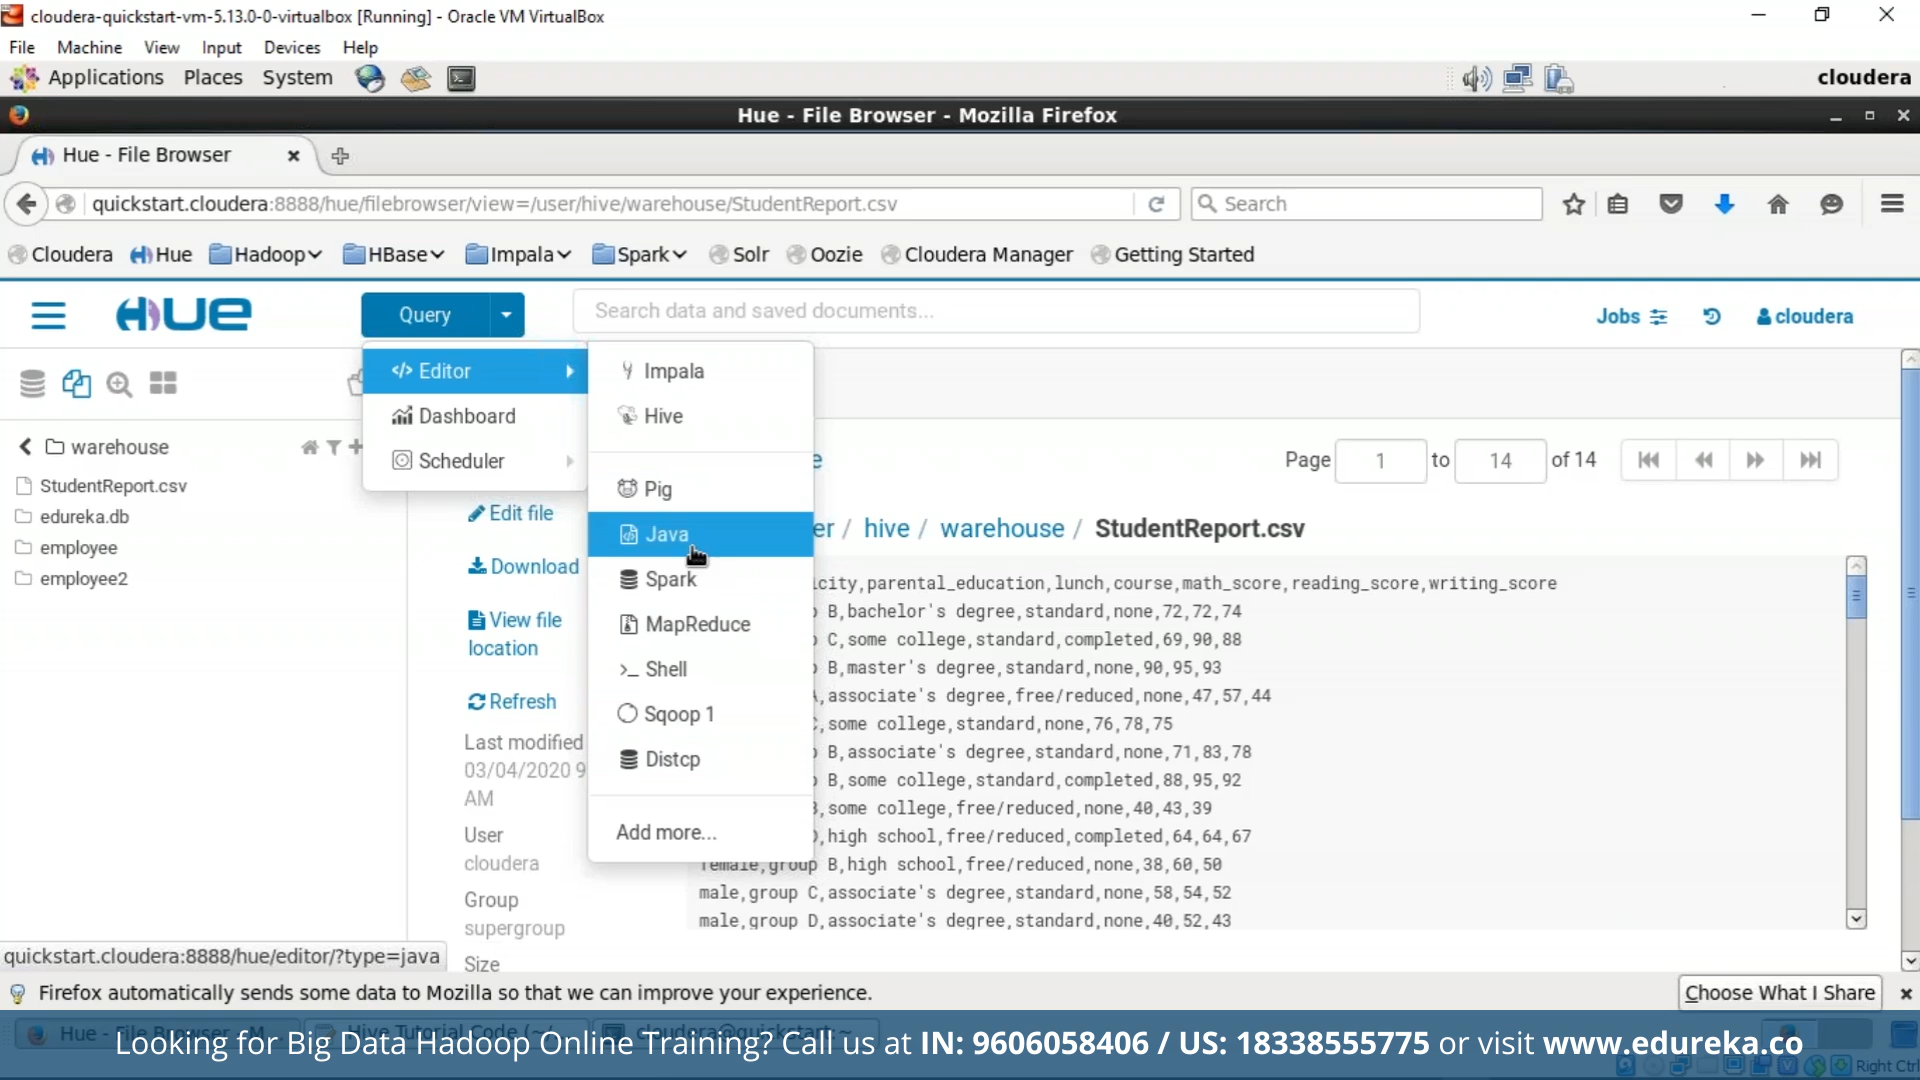 cloudera-quickstart-vm-5.13.0-0-virtualbox [Running] - Oracle VM VirtualBox
File Machine View Input Devices Help
Applications Places System cloudera
Hue - File Browser - Mozilla Firefox
Hue - File Browser
quickstart.cloudera:8888/hue/filebrowser/view=/user/hive/warehouse/StudentReport.csv Search
Cloudera Hue Hadoop HBase Impala Spark Solr Oozie Cloudera Manager Getting Started
HUE Query Search data and saved documents... Jobs cloudera
Editor
Dashboard
Scheduler
Impala
Hive
Pig
Java
Spark
MapReduce
Shell
Sqoop 1
Distcp
Add more...
warehouse
StudentReport.csv
edureka.db
employee
employee2
Edit file
Download
View file
location
Refresh
Last modified
03/04/2020 9
AM
User
cloudera
Group
supergroup
Size
Page 1 to 14 of 14
er / hive / warehouse / StudentReport.csv
icity,parental_education,lunch,course,math_score,reading_score,writing_score
B,bachelor's degree,standard,none,72,72,74
C,some college,standard,completed,69,90,88
B,master's degree,standard,none,90,95,93
A,associate's degree,free/reduced,none,47,57,44
C,some college,standard,none,76,78,75
B,associate's degree,standard,none,71,83,78
B,some college,standard,completed,88,95,92
B,some college,free/reduced,none,40,43,39
D,high school,free/reduced,completed,64,64,67
female,group B,high school,free/reduced,none,38,60,50
male,group C,associate's degree,standard,none,58,54,52
male,group D,associate's degree,standard,none,40,52,43
quickstart.cloudera:8888/hue/editor/?type=java
Firefox automatically sends some data to Mozilla so that we can improve your experience. Choose What I Share
Looking for Big Data Hadoop Online Training? Call us at IN: 9606058406 / US: 18338555775 or visit www.edureka.co
Right Ctrl